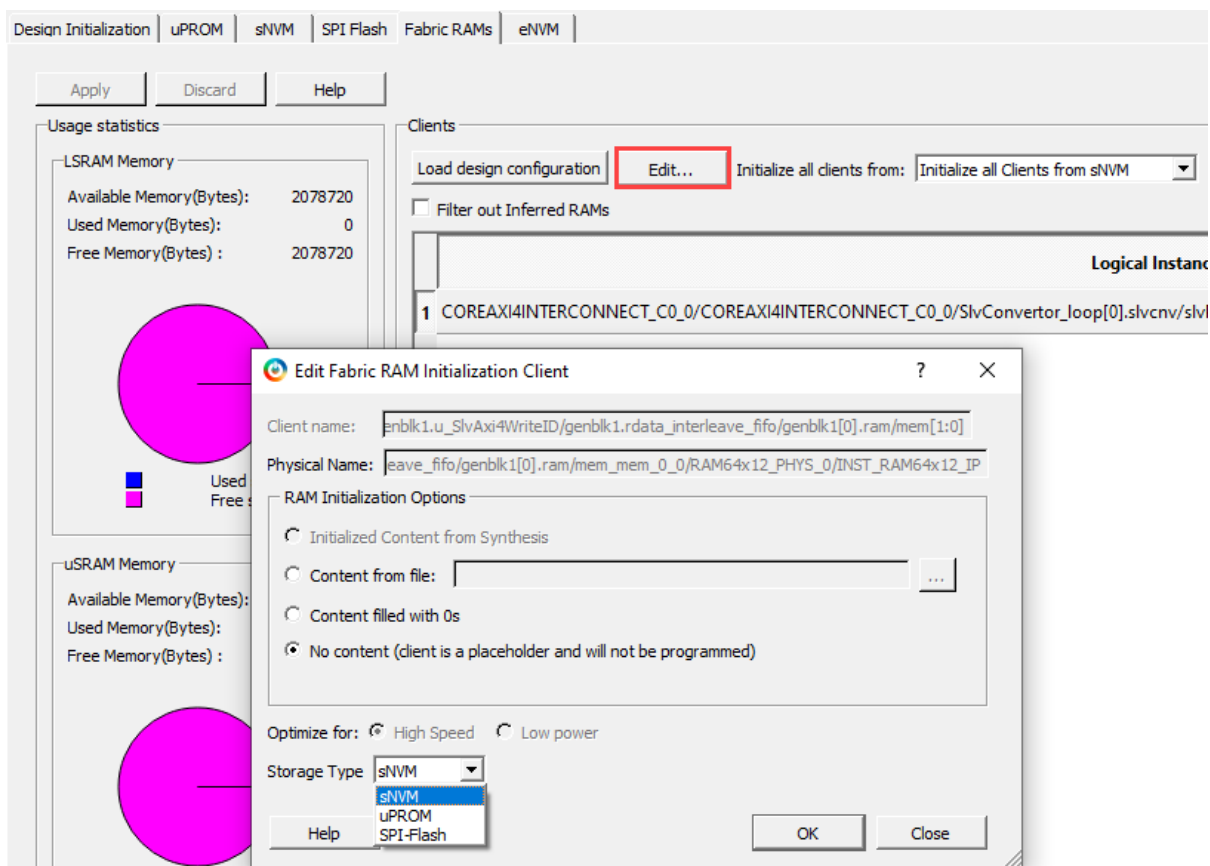 Design Initialization uPROM sNVM SPI Flash Fabric RAMs eNVM
Apply Discard Help
Usage statistics
LSRAM Memory
Available Memory(Bytes): 2078720
Used Memory(Bytes): 0
Free Memory(Bytes) : 2078720
Used
Free
uSRAM Memory
Available Memory(Bytes):
Used Memory(Bytes):
Free Memory(Bytes) :
Clients
Load design configuration Edit... Initialize all clients from: Initialize all Clients from sNVM
Filter out Inferred RAMs
Logical Instanc
1 COREAXI4INTERCONNECT_C0_0/COREAXI4INTERCONNECT_C0_0/SlvConvertor_loop[0].slvcnv/slv
Edit Fabric RAM Initialization Client ?
Client name: enblk1.u_SlvAxi4WriteID/genblk1.rdata_interleave_fifo/genblk1[0].ram/mem[1:0]
Physical Name: eave_fifo/genblk1[0].ram/mem_mem_0_0/RAM64x12_PHYS_0/INST_RAM64x12_IP
RAM Initialization Options
Initialized Content from Synthesis
Content from file: ...
Content filled with 0s
No content (client is a placeholder and will not be programmed)
Optimize for: High Speed Low power
Storage Type sNVM
sNVM
uPROM
SPI-Flash
Help OK Close